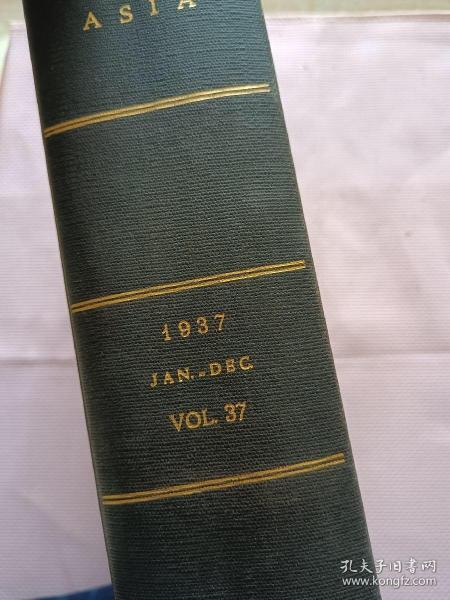 ASIA
1937
JAN.-DEC.
VOL. 37
孔夫子旧书网
www.kongfz.com